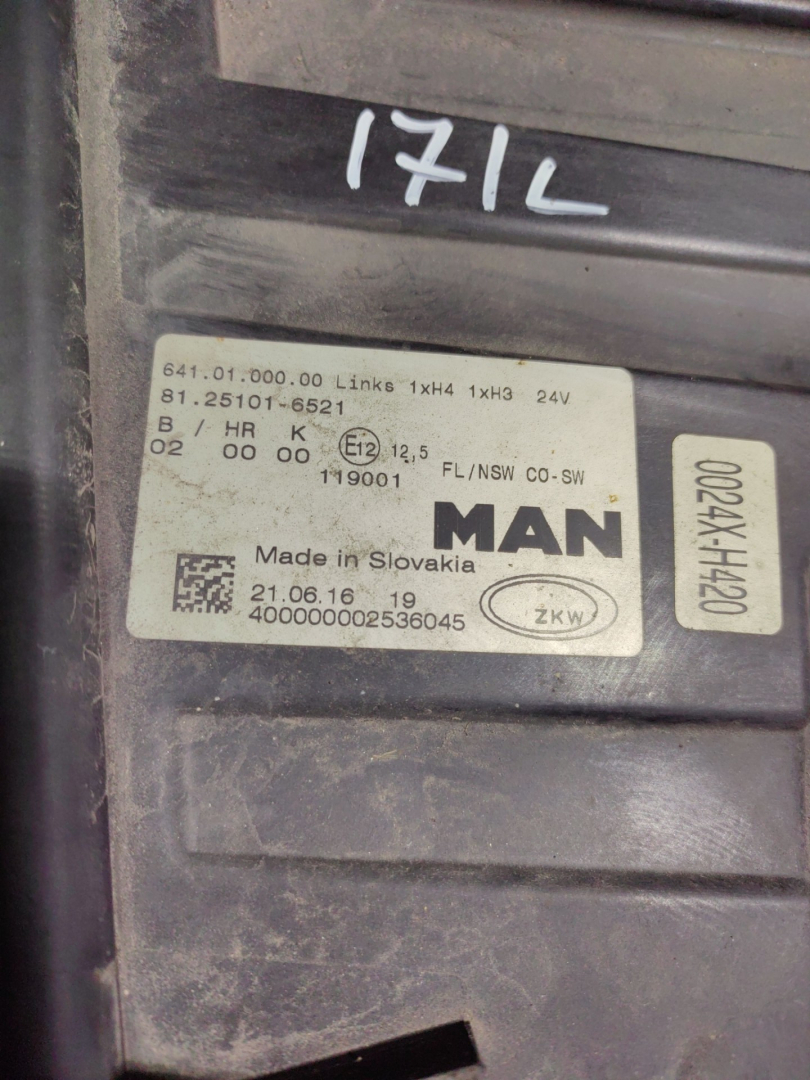 171L
641.01.000.00 Links 1xH4 1xH3 24V
81.25101-6521
B / HR K
02 00 00 E12 12,5
119001 FL/NSW CO-SW
MAN
Made in Slovakia
21.06.16 19
400000002536045
ZKW
0024X-H420